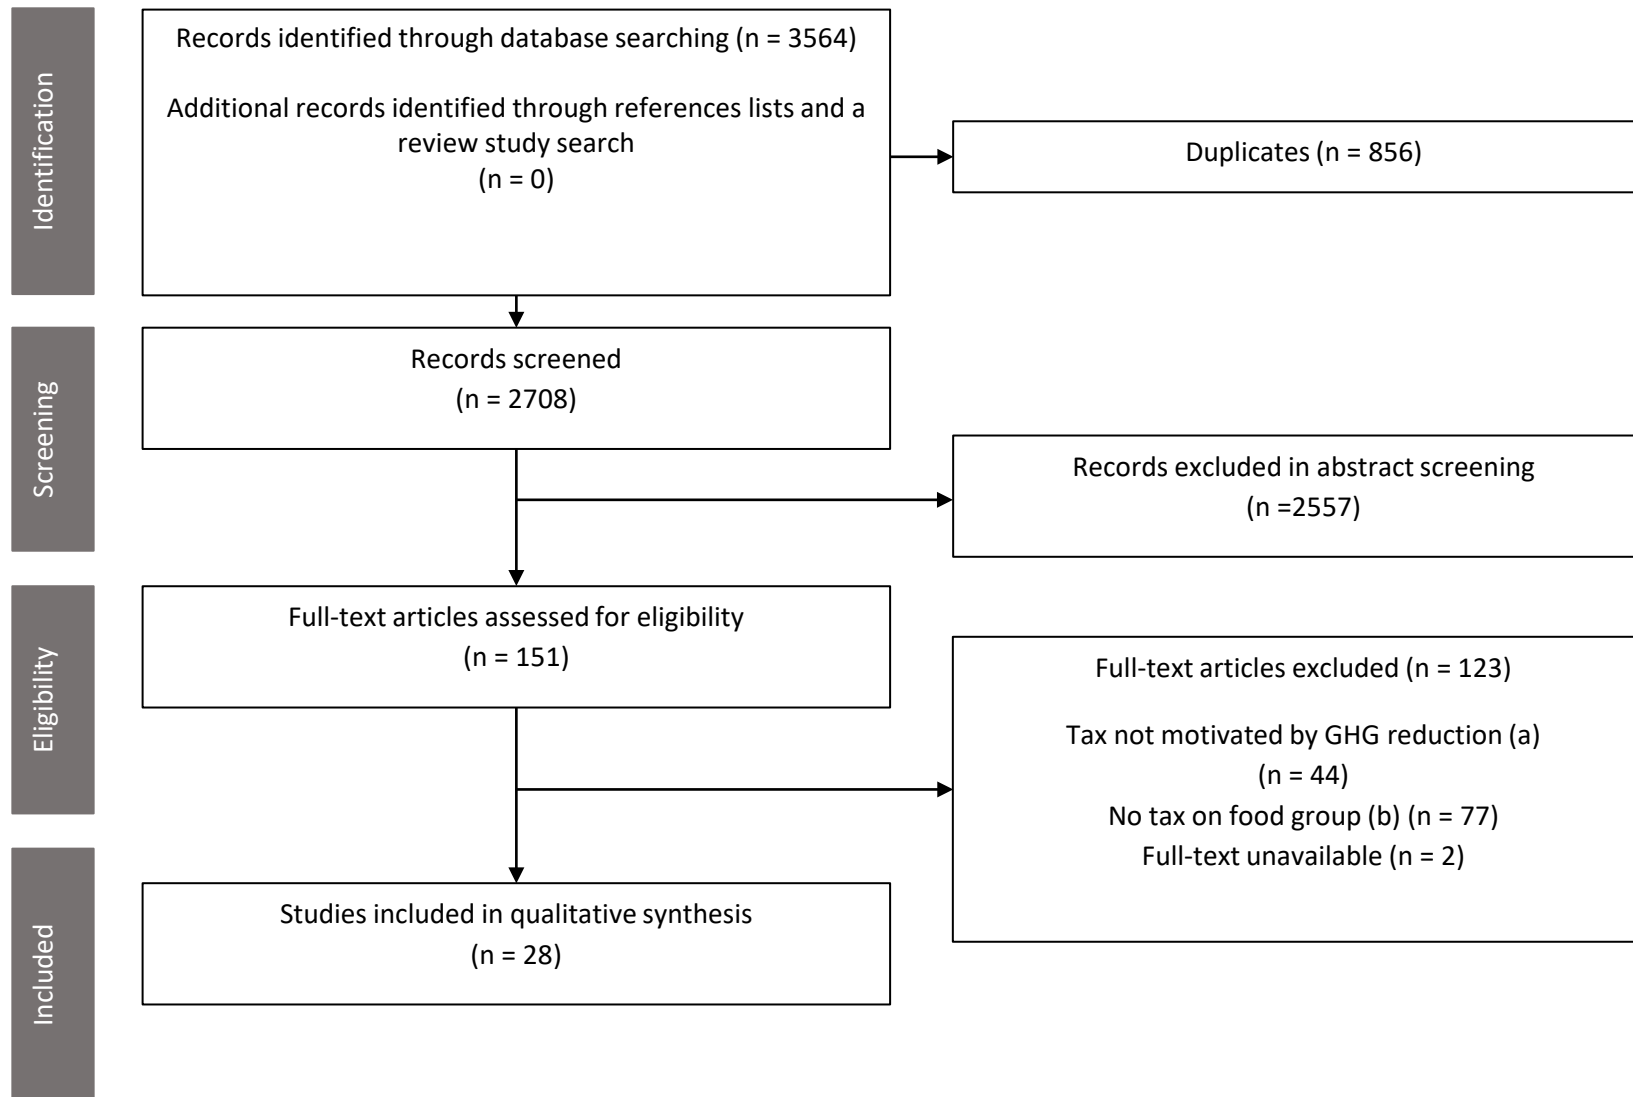 Identification
Records identified through database searching (n = 3564)
Additional records identified through references lists and a
review study search
(n = 0)
Duplicates (n = 856)
Screening
Records screened
(n = 2708)
Records excluded in abstract screening
(n =2557)
Eligibility
Full-text articles assessed for eligibility
(n = 151)
Full-text articles excluded (n = 123)
Tax not motivated by GHG reduction (a)
(n = 44)
No tax on food group (b) (n = 77)
Full-text unavailable (n = 2)
Included
Studies included in qualitative synthesis
(n = 28)